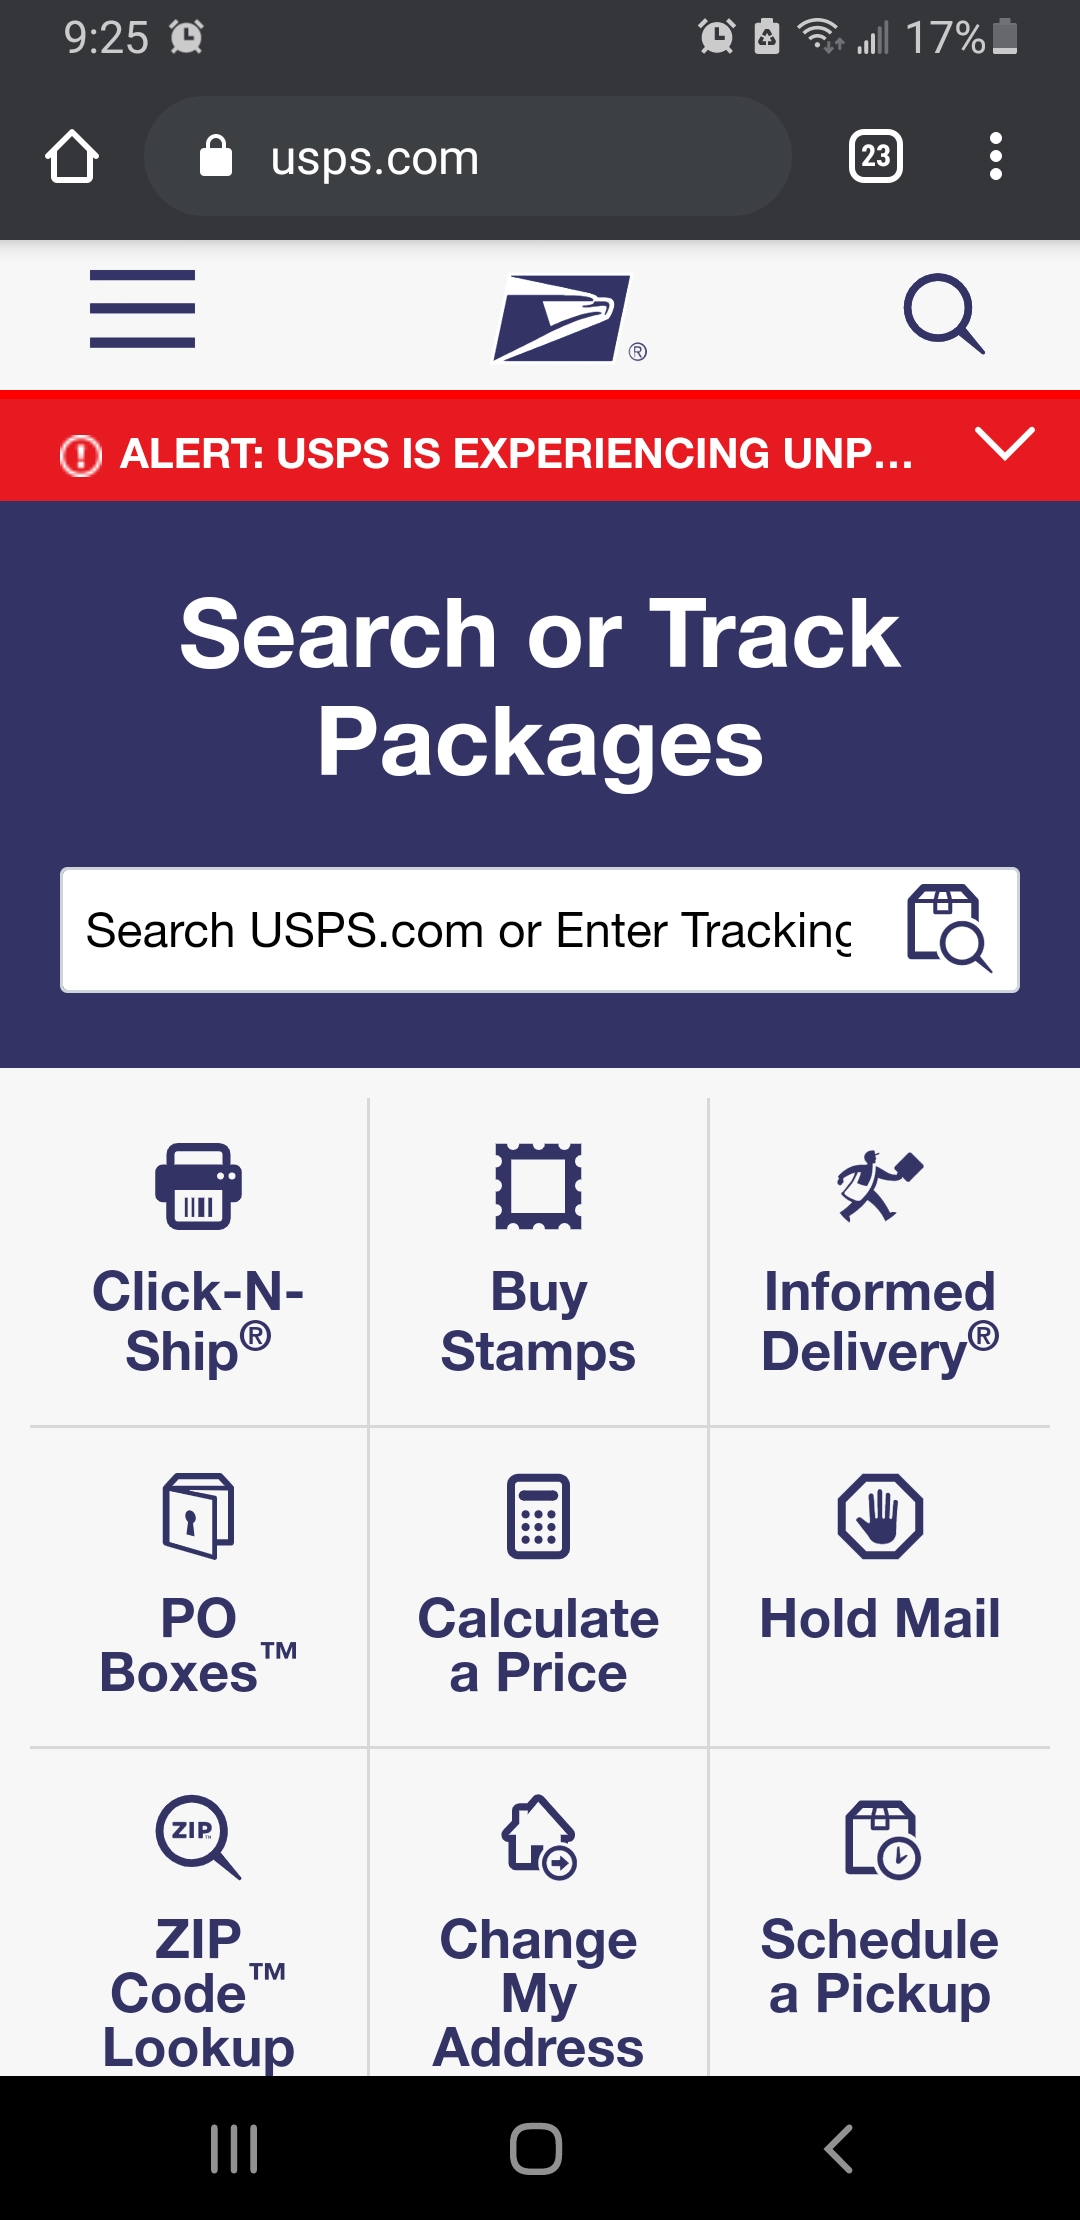 9:25
17%
usps.com
23
®
ALERT: USPS IS EXPERIENCING UNP...
Search or Track
Packages
Search USPS.com or Enter Tracking
Click-N-
Ship®
Buy
Stamps
Informed
Delivery®
PO
Boxes™
Calculate
a Price
Hold Mail
ZIP™
ZIP
Code™
Lookup
Change
My
Address
Schedule
a Pickup